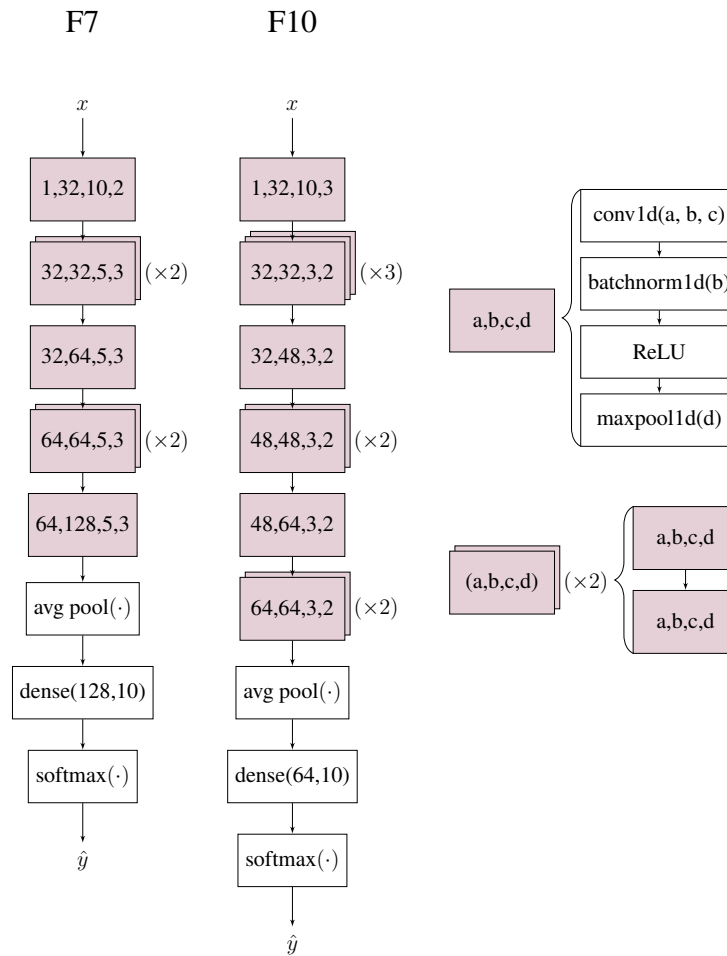 F7
x
1,32,10,2
32,32,5,3 (×2)
32,64,5,3
64,64,5,3 (×2)
64,128,5,3
avg pool(·)
dense(128,10)
softmax(·)
ŷ
F10
x
1,32,10,3
32,32,3,2 (×3)
32,48,3,2
48,48,3,2 (×2)
48,64,3,2
64,64,3,2 (×2)
avg pool(·)
dense(64,10)
softmax(·)
ŷ
a,b,c,d
conv1d(a, b, c)
batchnorm1d(b)
ReLU
maxpool1d(d)
(a,b,c,d) (×2)
a,b,c,d
a,b,c,d